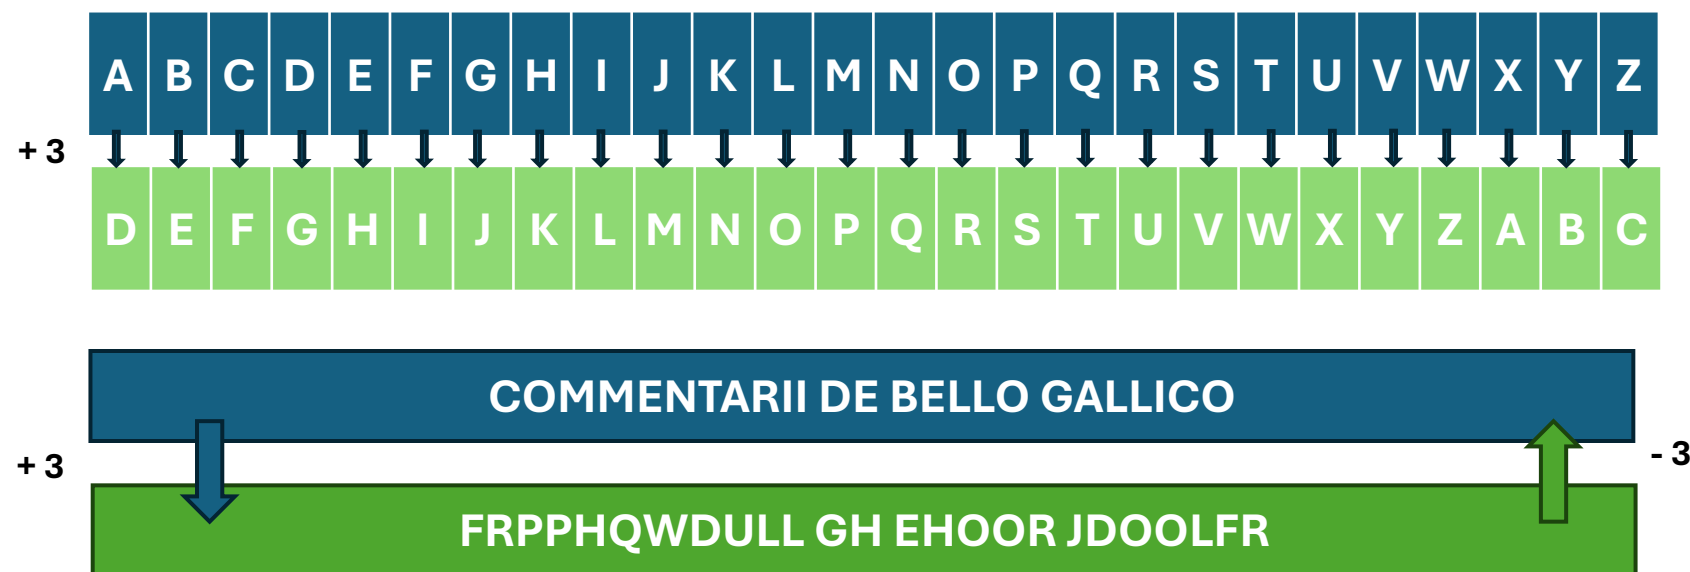 A B C D E F G H I J K L M N O P Q R S T U V W X Y Z
+ 3
D E F G H I J K L M N O P Q R S T U V W X Y Z A B C
COMMENTARII DE BELLO GALLICO
+ 3
- 3
FRPPHQWDULL GH EHOOR JDOOLFR